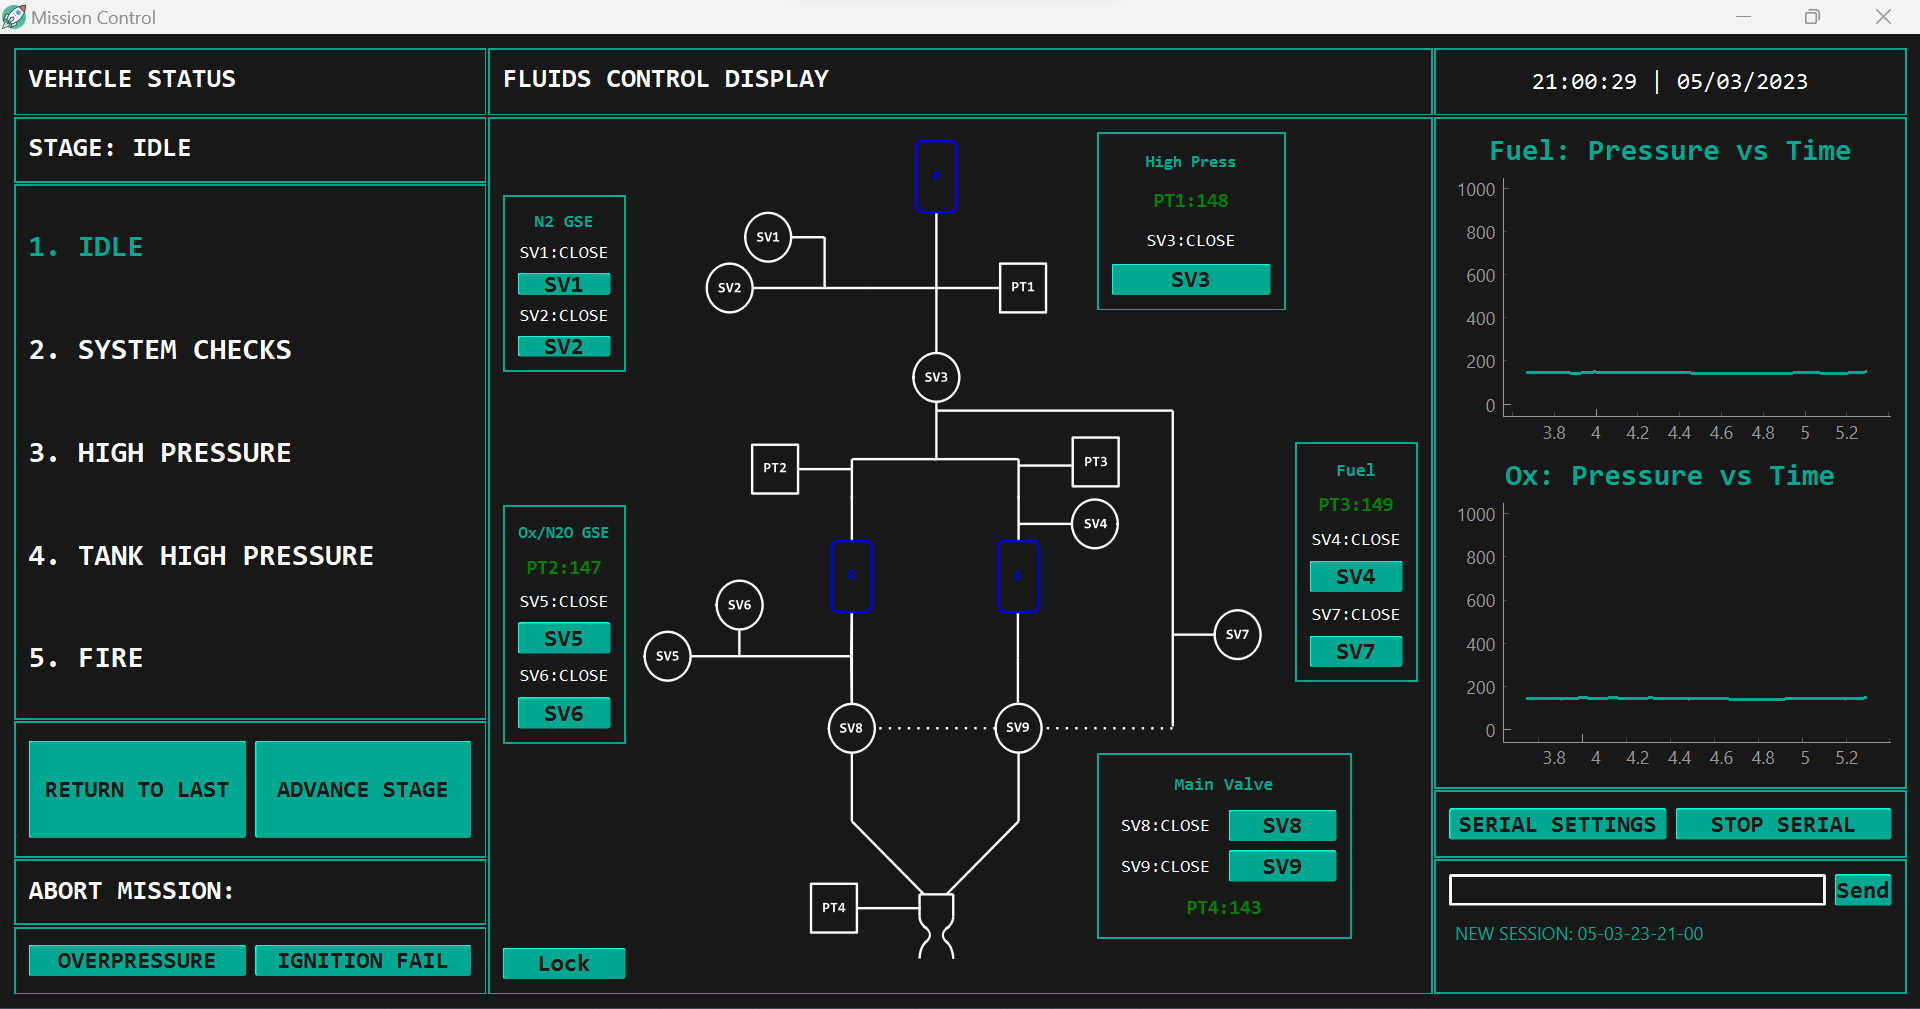 Mission Control
VEHICLE STATUS
STAGE: IDLE
1. IDLE
2. SYSTEM CHECKS
3. HIGH PRESSURE
4. TANK HIGH PRESSURE
5. FIRE
RETURN TO LAST
ADVANCE STAGE
ABORT MISSION:
OVERPRESSURE
IGNITION FAIL
FLUIDS CONTROL DISPLAY
N2 GSE
SV1:CLOSE
SV1
SV2:CLOSE
SV2
P
SV1
SV2
PT1
SV3
High Press
PT1:148
SV3:CLOSE
SV3
PT2
PT3
SV4
O
F
SV6
SV5
SV7
SV8
SV9
PT4
Ox/N2O GSE
PT2:147
SV5:CLOSE
SV5
SV6:CLOSE
SV6
Fuel
PT3:149
SV4:CLOSE
SV4
SV7:CLOSE
SV7
Main Valve
SV8:CLOSE
SV8
SV9:CLOSE
SV9
PT4:143
Lock
21:00:29 | 05/03/2023
Fuel: Pressure vs Time
1000
800
600
400
200
0
3.8 4 4.2 4.4 4.6 4.8 5 5.2
Ox: Pressure vs Time
1000
800
600
400
200
0
3.8 4 4.2 4.4 4.6 4.8 5 5.2
SERIAL SETTINGS
STOP SERIAL
Send
NEW SESSION: 05-03-23-21-00